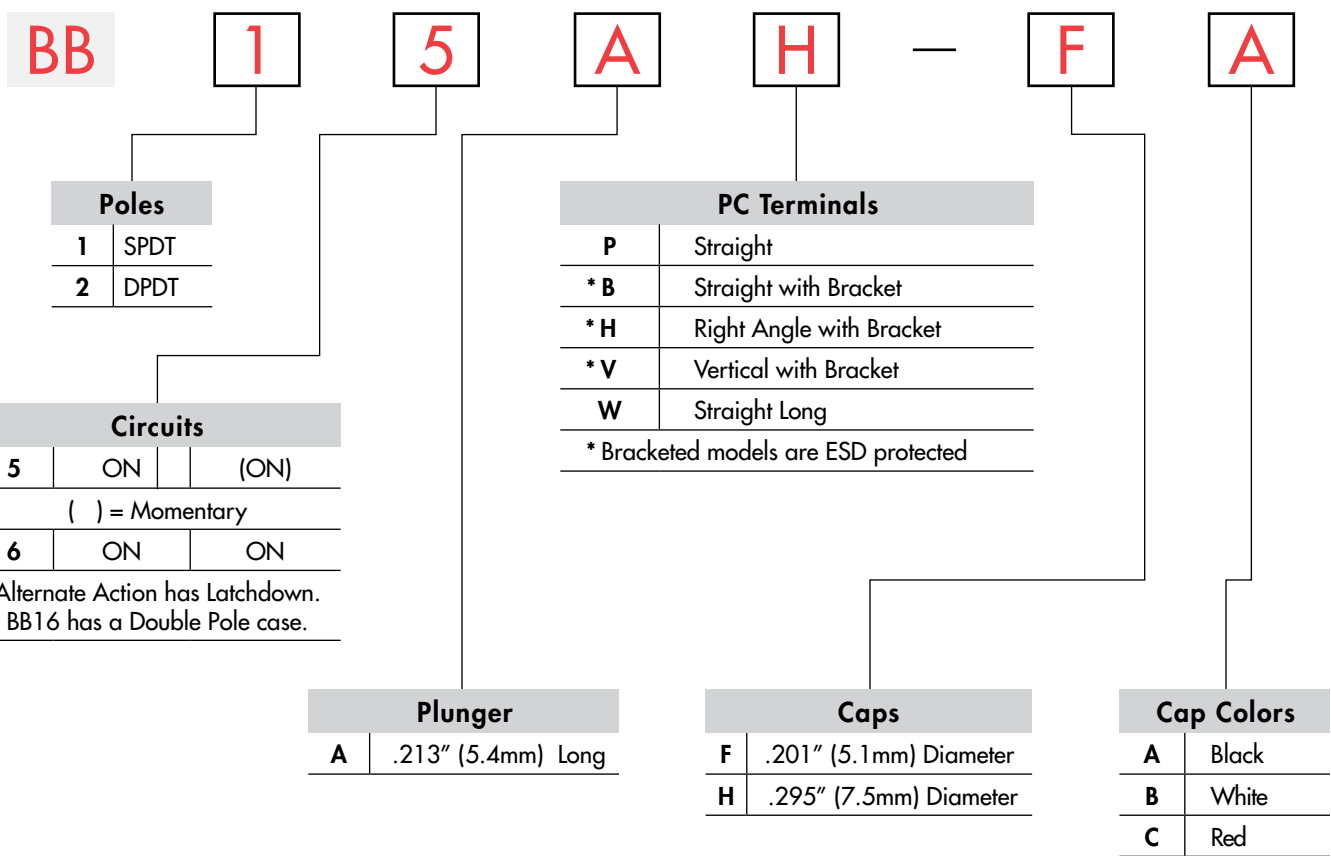 BB 1 5 A H — F A
Poles
1 SPDT
2 DPDT
PC Terminals
P Straight
* B Straight with Bracket
* H Right Angle with Bracket
* V Vertical with Bracket
W Straight Long
* Bracketed models are ESD protected
Circuits
5 ON (ON)
( ) = Momentary
6 ON ON
Alternate Action has Latchdown.
BB16 has a Double Pole case.
Plunger
A .213" (5.4mm) Long
Caps
F .201" (5.1mm) Diameter
H .295" (7.5mm) Diameter
Cap Colors
A Black
B White
C Red